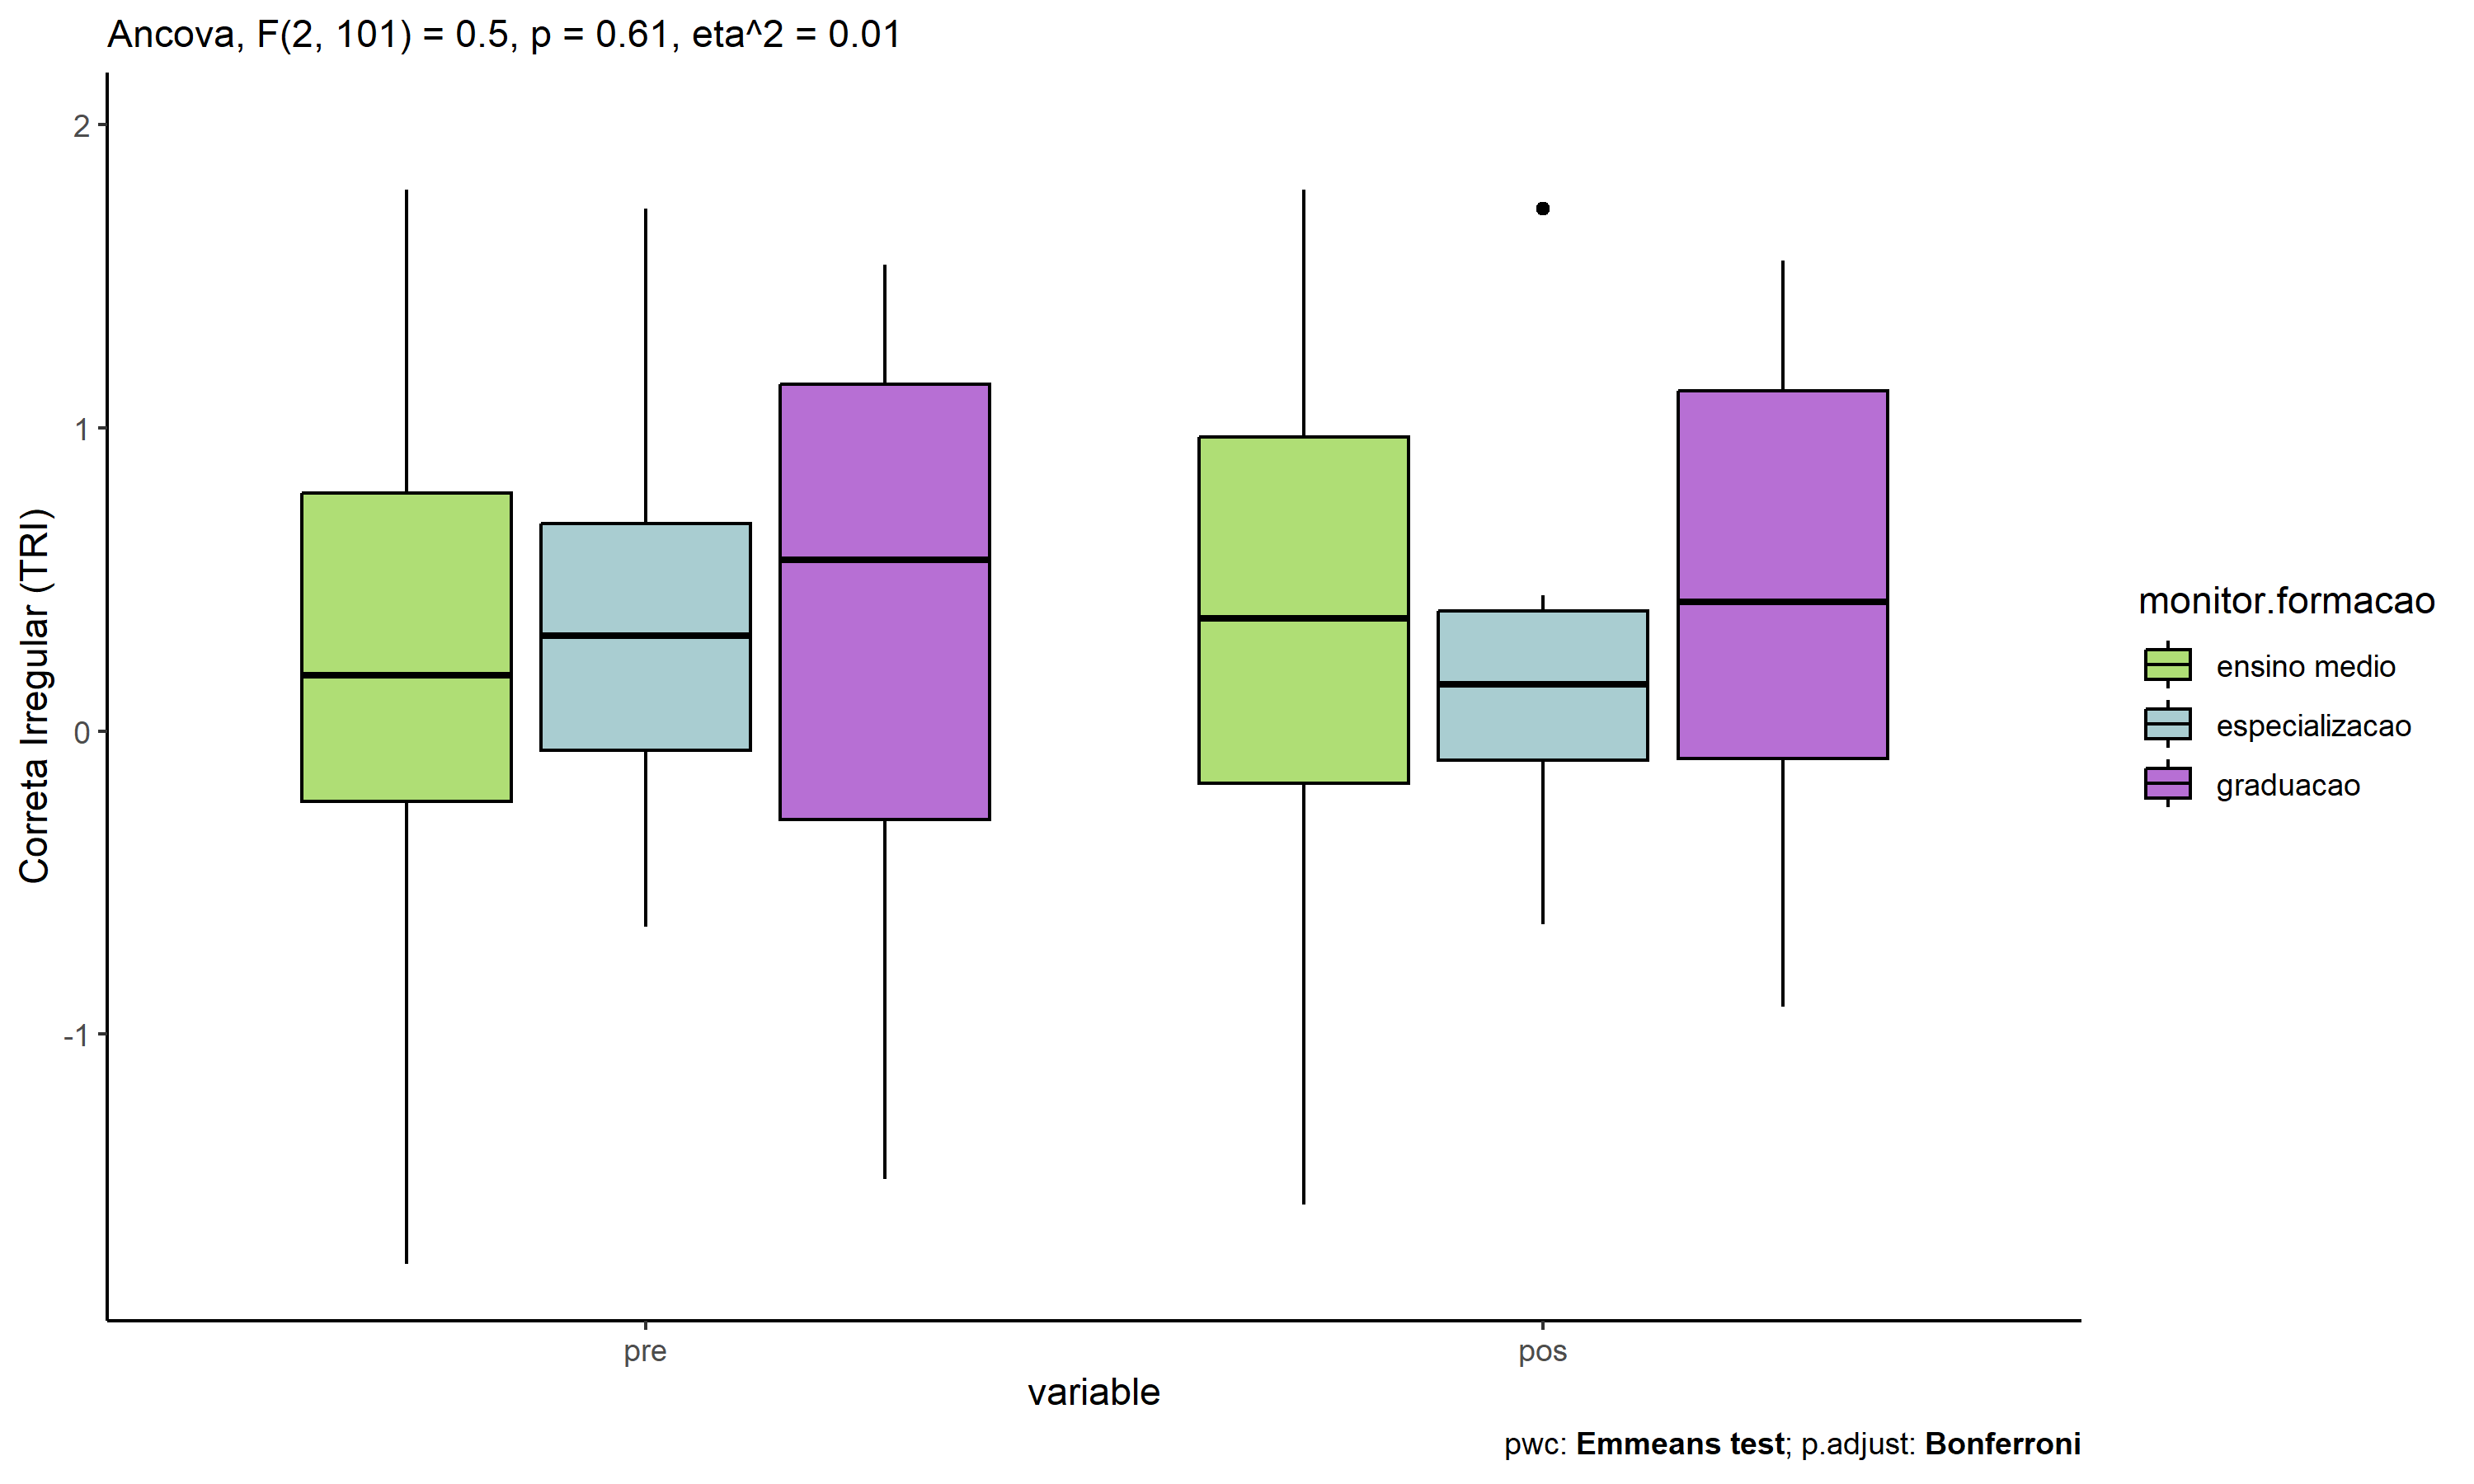 Ancova, F(2, 101) = 0.5, p = 0.61, eta^2 = 0.01
2
1
0
-1
Correta Irregular (TRI)
pre
pos
variable
monitor.formacao
ensino medio
especializacao
graduacao
pwc: Emmeans test; p.adjust: Bonferroni